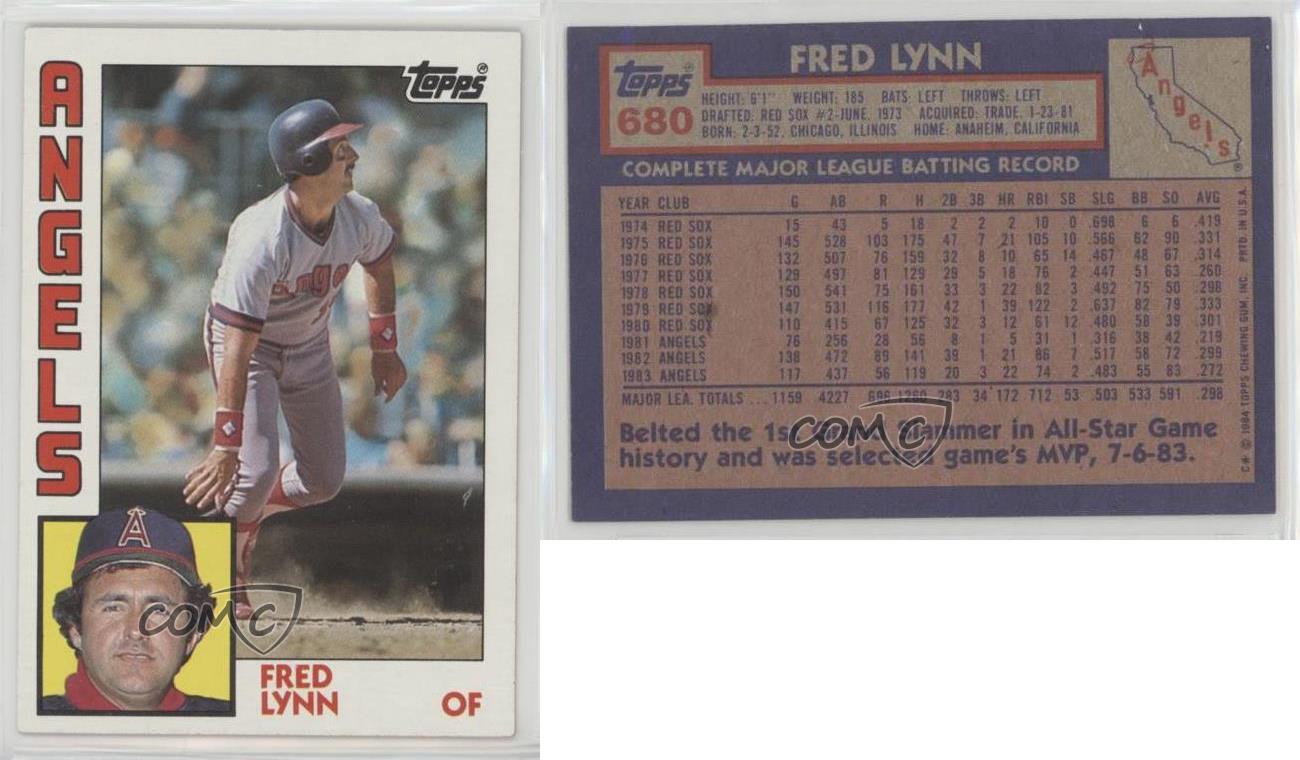 ANGELS
Topps
Angels
A
COMC
FRED
LYNN
OF
FRED LYNN
Topps
680
HEIGHT: 6'1" WEIGHT: 185 BATS: LEFT THROWS: LEFT
DRAFTED: RED SOX #2-JUNE, 1973 ACQUIRED: TRADE, 1-23-81
BORN: 2-3-52, CHICAGO, ILLINOIS HOME: ANAHEIM, CALIFORNIA
Angels
COMPLETE MAJOR LEAGUE BATTING RECORD
YEAR CLUB G AB R H 2B 3B HR RBI SB SLG BB SO AVG
1974 RED SOX 15 43 5 18 2 2 2 10 0 .698 6 6 .419
1975 RED SOX 145 528 103 175 47 7 21 105 10 .566 62 90 .331
1976 RED SOX 132 507 76 159 32 8 10 65 14 .467 48 67 .314
1977 RED SOX 129 497 81 129 29 5 18 76 2 .447 51 63 .260
1978 RED SOX 150 541 75 161 33 3 22 82 3 .492 75 50 .298
1979 RED SOX 147 531 116 177 42 1 39 122 2 .637 82 79 .333
1980 RED SOX 110 415 67 125 32 3 12 61 12 .480 58 39 .301
1981 ANGELS 76 256 28 56 8 1 5 31 1 .316 38 42 .219
1982 ANGELS 138 472 89 141 39 1 21 86 7 .517 58 72 .299
1983 ANGELS 117 437 56 119 20 3 22 74 2 .483 55 83 .272
MAJOR LEA. TOTALS ... 1159 4227 696 1260 283 34 172 712 53 .503 533 591 .298
Belted the 1st Grand Slammer in All-Star Game
history and was selected game's MVP, 7-6-83.
COMC
C* © 1984 TOPPS CHEWING GUM, INC. PRTD. IN U.S.A.